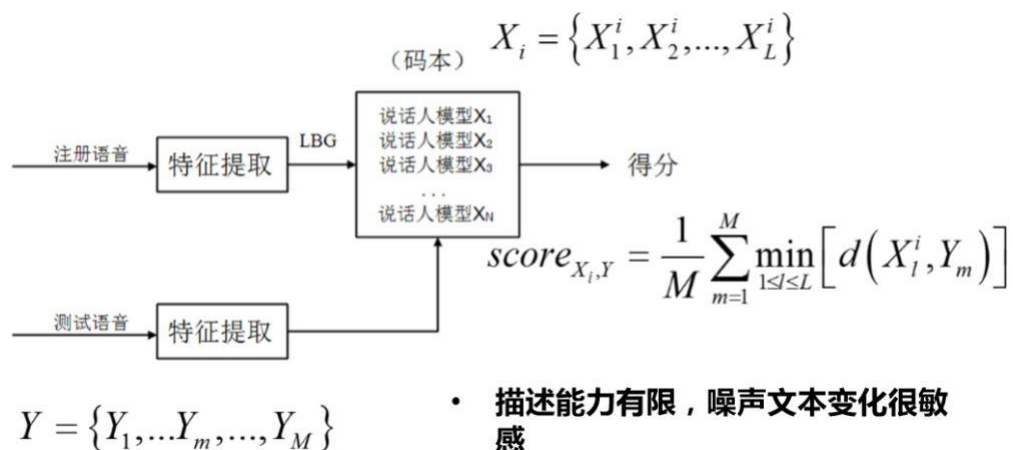 X_i = {X_1^i, X_2^i, ..., X_L^i}
（码本）
说话人模型X₁
说话人模型X₂
说话人模型X₃
...
说话人模型X_N
注册语音
特征提取
LBG
得分
score_{X_i,Y} = \frac{1}{M} \sum_{m=1}^{M} \min_{1≤l≤L} [d(X_l^i, Y_m)]
测试语音
特征提取
Y = {Y_1, ...Y_m, ..., Y_M}
• 描述能力有限，噪声文本变化很敏
感